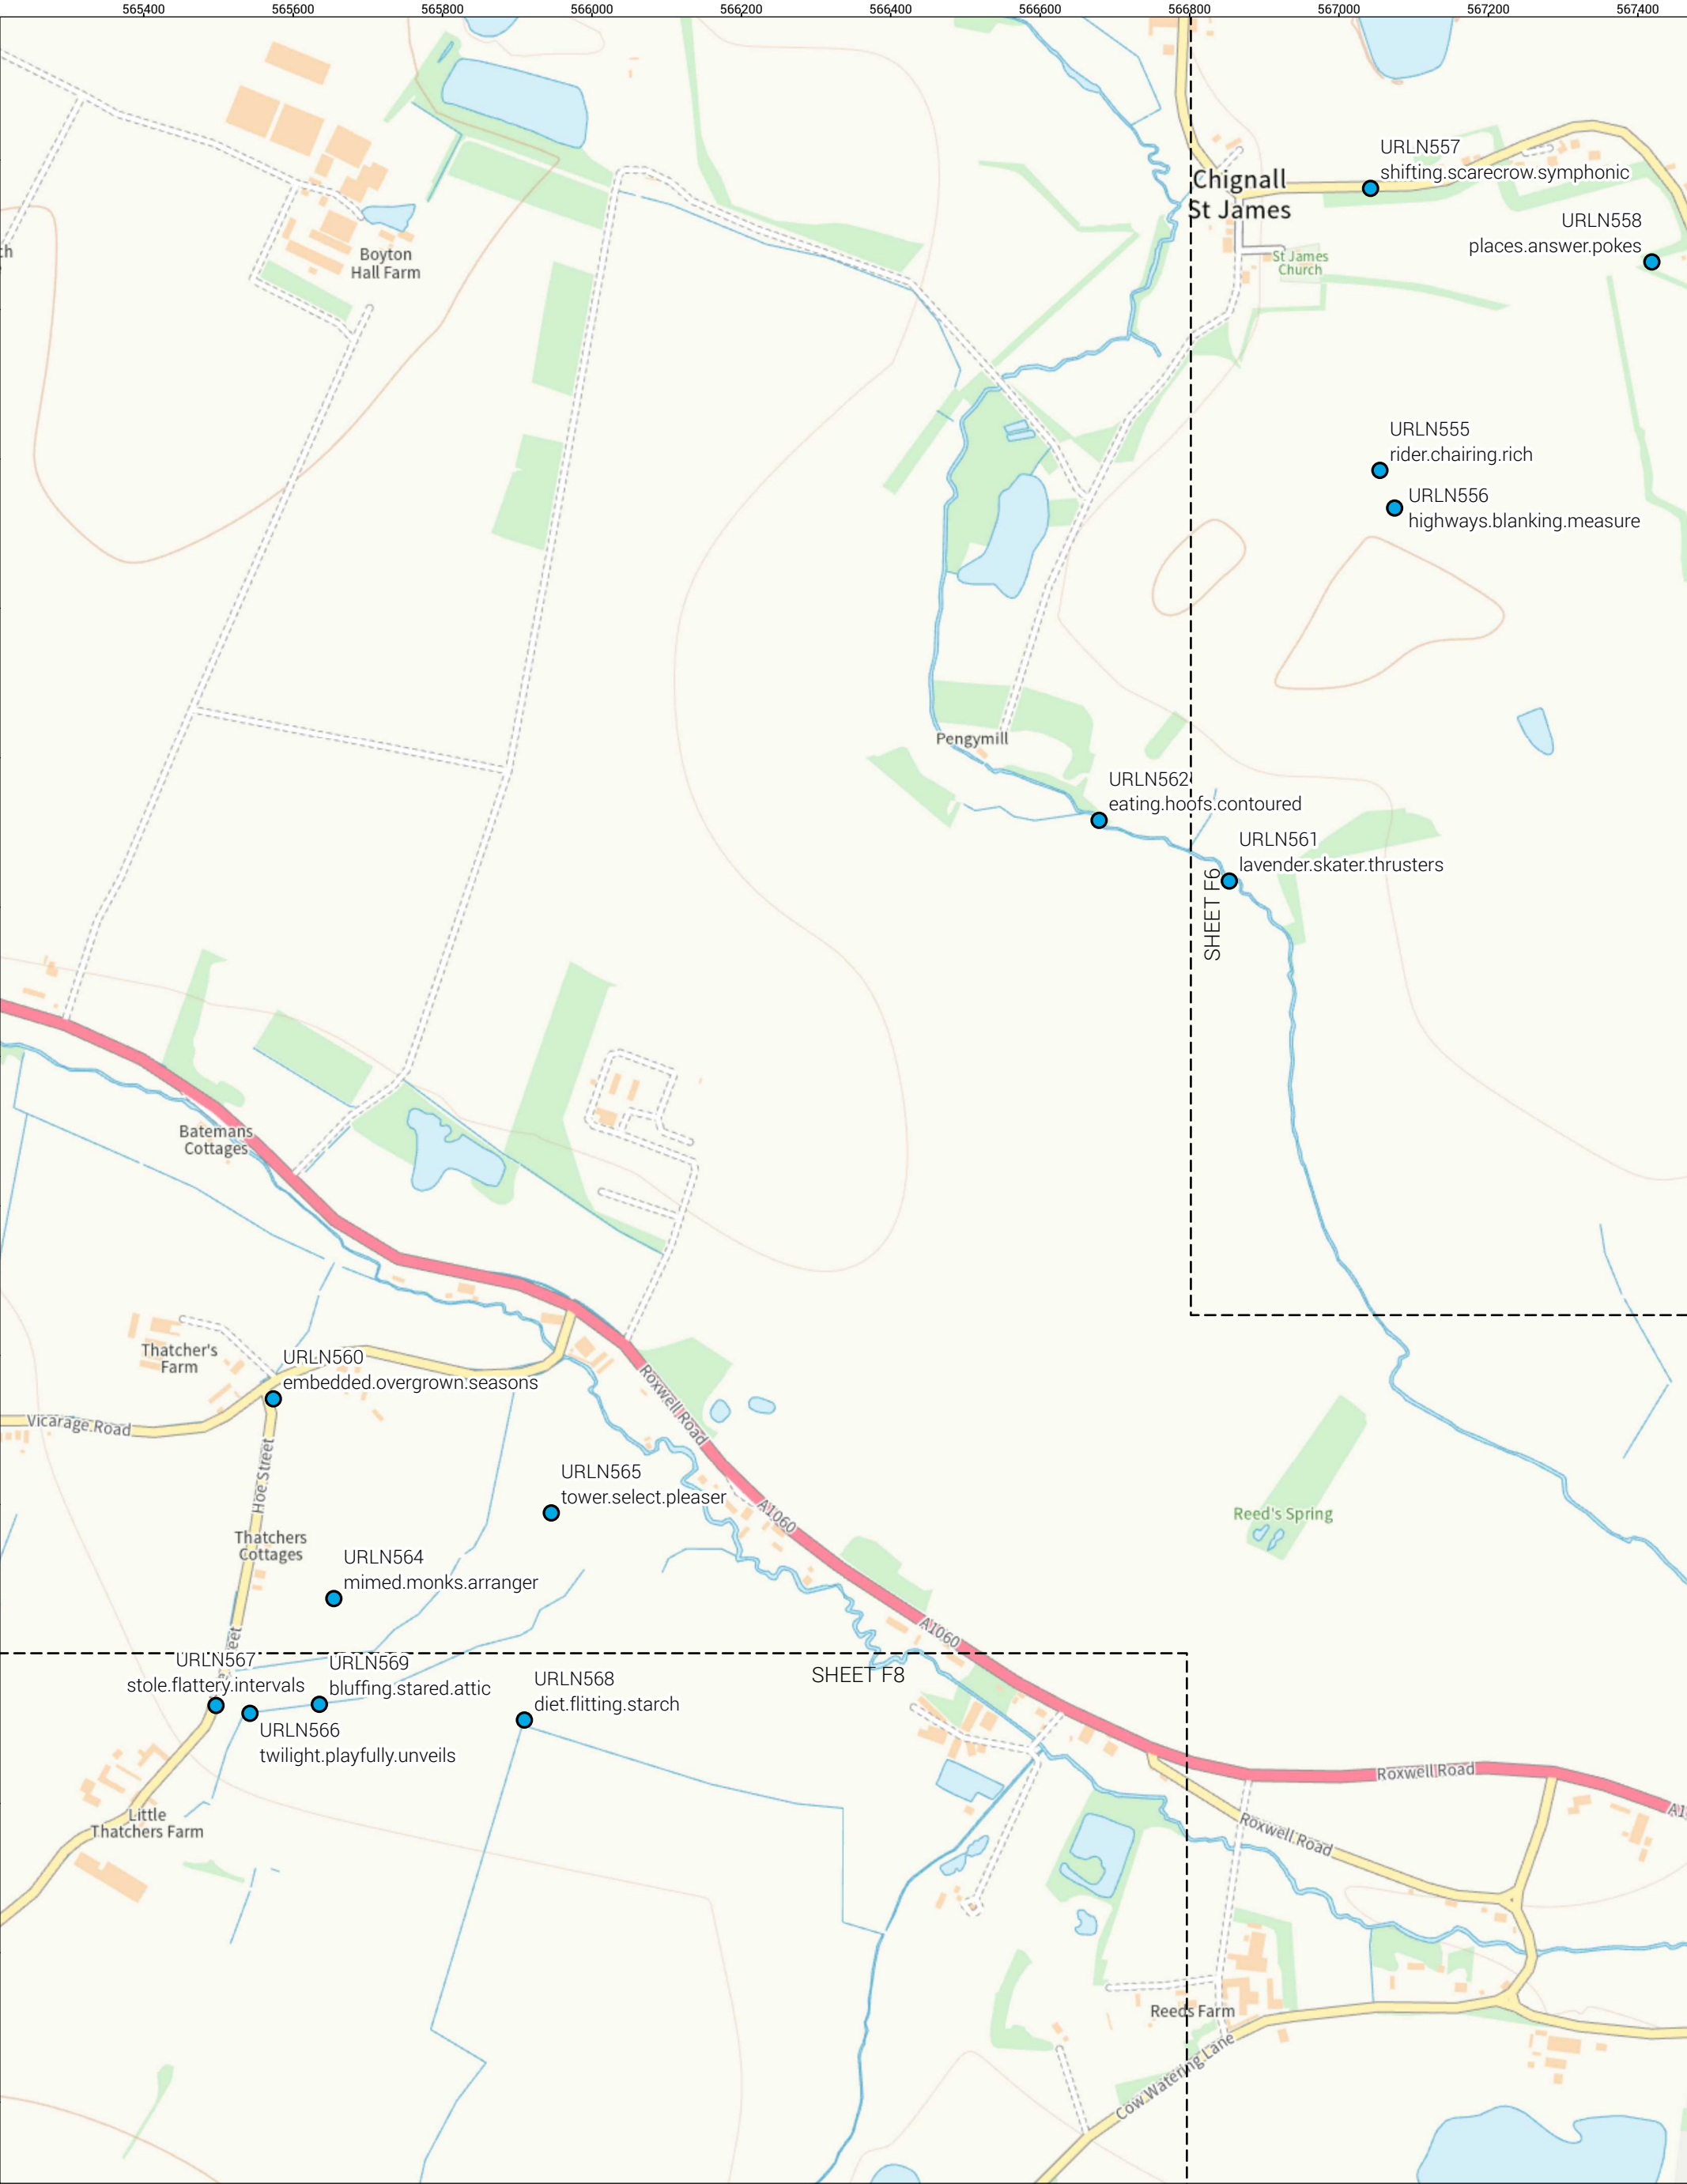 565400 565600 565800 566000 566200 566400 566600 566800 567000 567200 567400
URLN557
shifting.scarecrow.symphonic
Chignall
St James
URLN558
places.answer.pokes
St James
Church
Boyton
Hall Farm
URLN555
rider.chairing.rich
URLN556
highways.blanking.measure
Pengymill
URLN562
eating.hoofs.contoured
URLN561
lavender.skater.thrusters
SHEET F6
Batemans
Cottages
Thatcher's
Farm
URLN560
embedded.overgrown.seasons
Vicarage Road
Roxwell Road
Hoe Street
URLN565
tower.select.pleaser
A1060
Reed's Spring
Thatchers
Cottages
URLN564
mimed.monks.arranger
A1060
eet
URLN567
stole.flattery.intervals
URLN569
bluffing.stared.attic
SHEET F8
URLN568
diet.flitting.starch
URLN566
twilight.playfully.unveils
Roxwell Road
A1
Little
Thatchers Farm
Roxwell Road
Reeds Farm
Cow Watering Lane